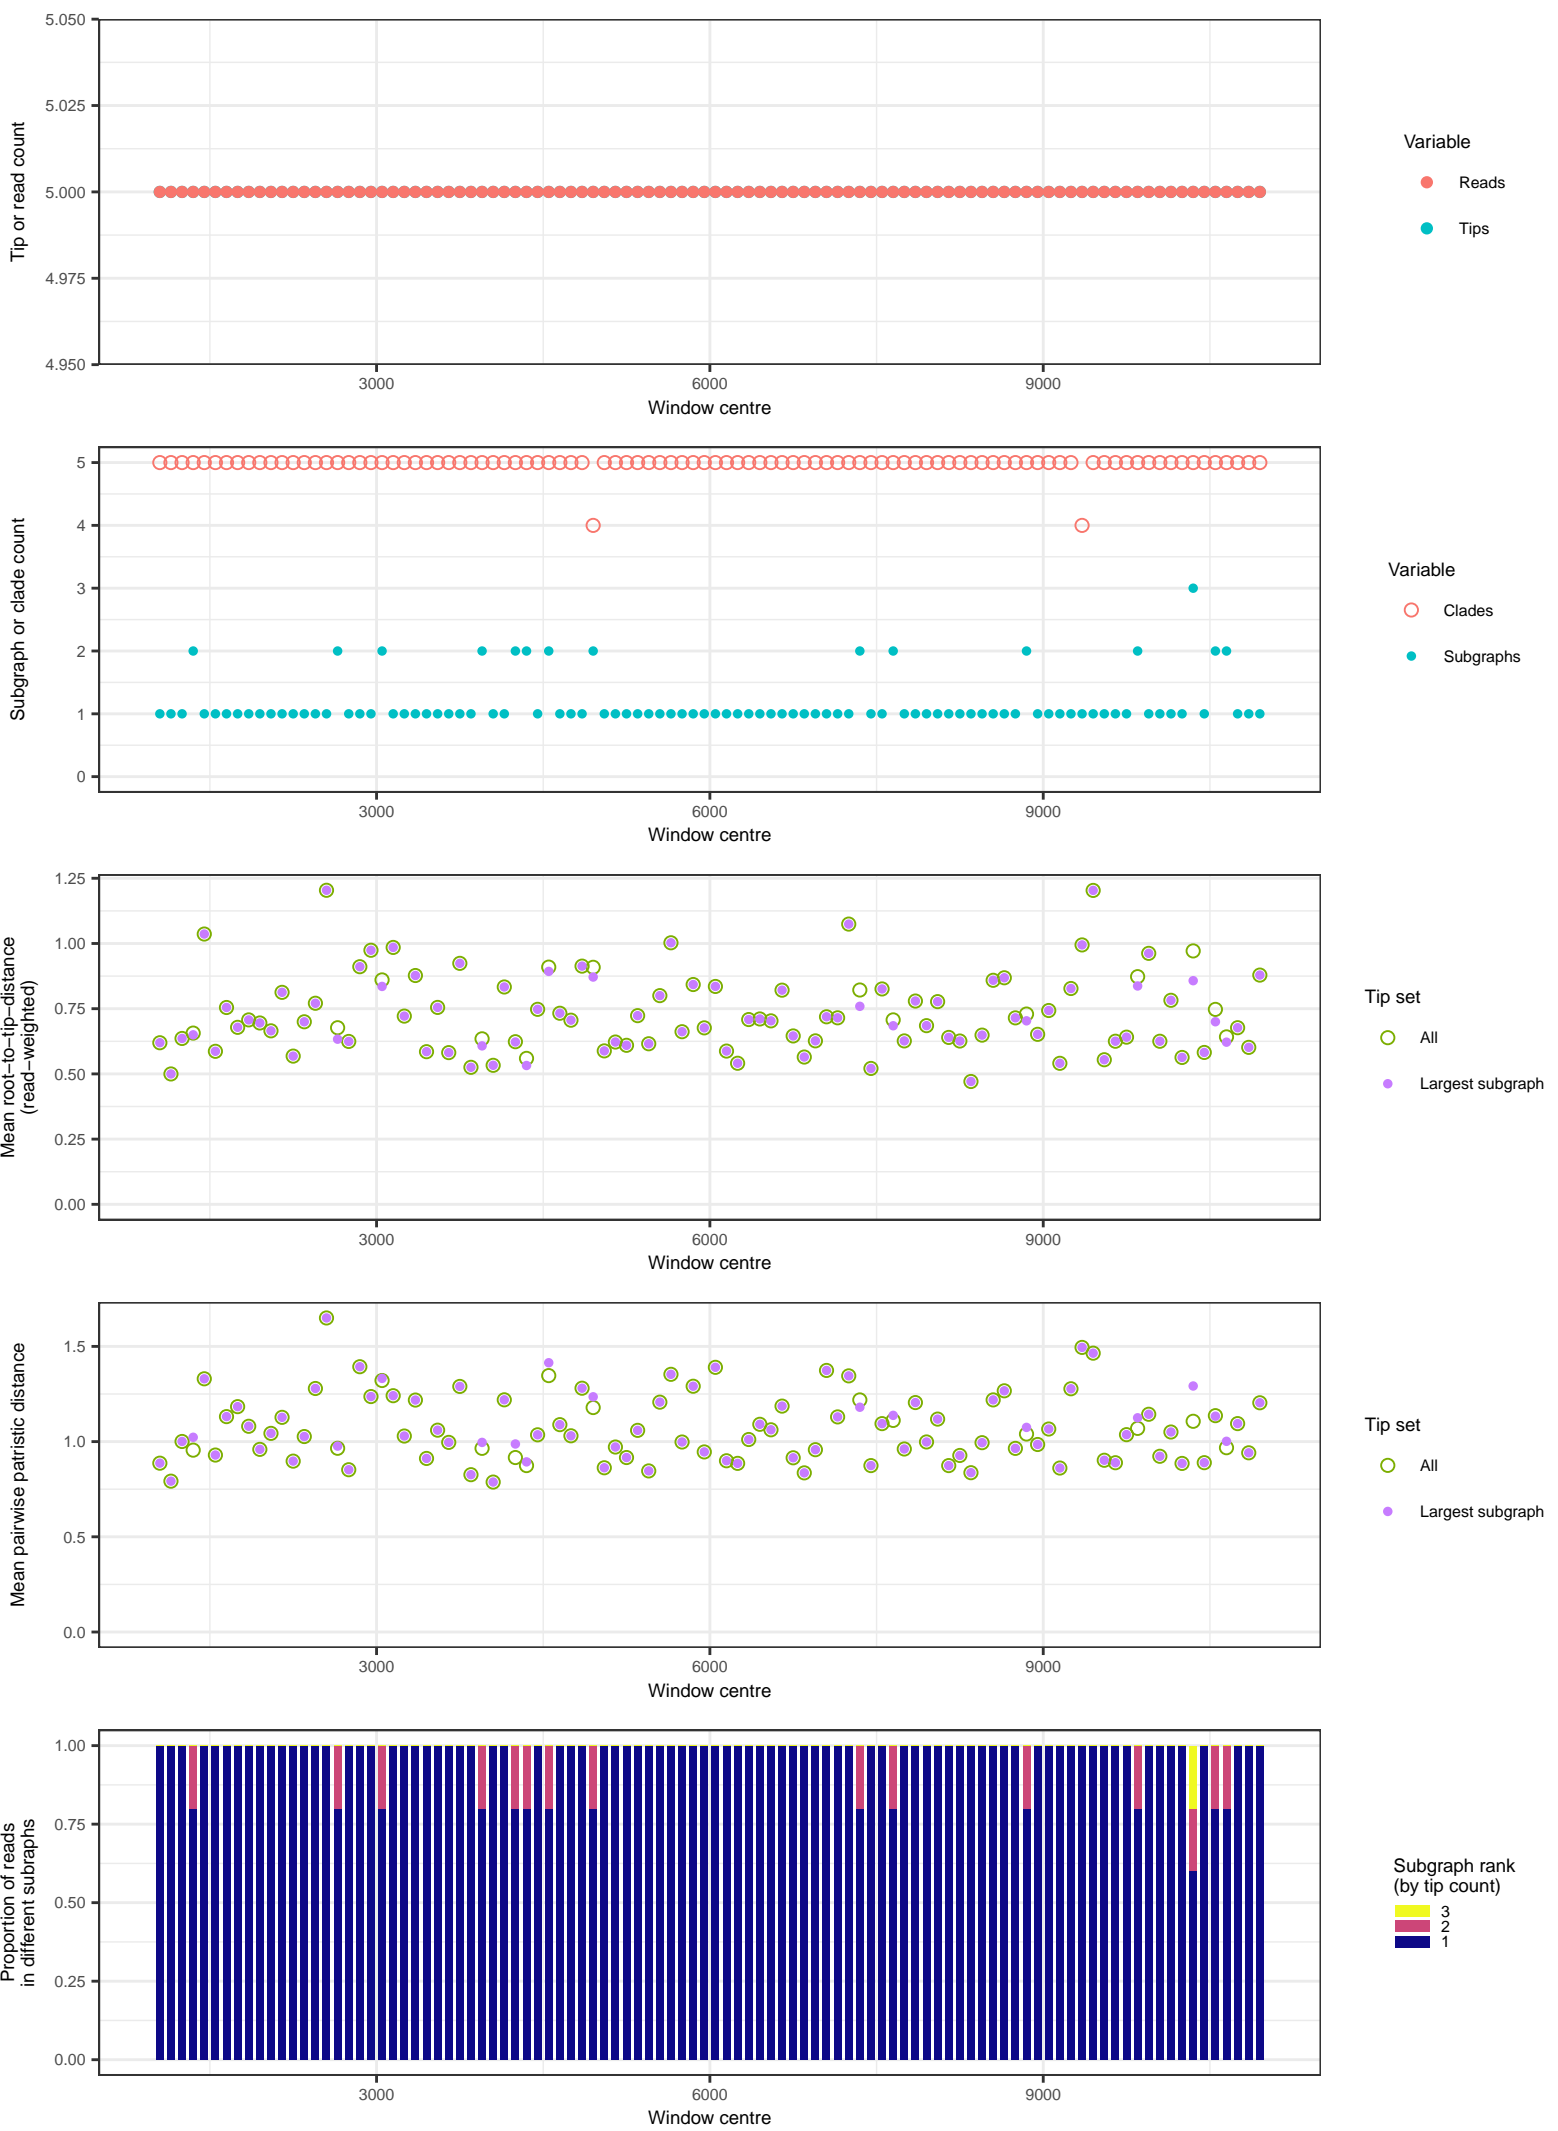 5.050
5.025
5.000
4.975
4.950
Tip or read count
3000 6000 9000
Window centre
Variable
Reads
Tips
5
4
3
2
1
0
Subgraph or clade count
3000 6000 9000
Window centre
Variable
Clades
Subgraphs
1.25
1.00
0.75
0.50
0.25
0.00
Mean root−to−tip−distance
(read−weighted)
3000 6000 9000
Window centre
Tip set
All
Largest subgraph
1.5
1.0
0.5
0.0
Mean pairwise patristic distance
3000 6000 9000
Window centre
Tip set
All
Largest subgraph
1.00
0.75
0.50
0.25
0.00
Proportion of reads
in different subraphs
3000 6000 9000
Window centre
Subgraph rank
(by tip count)
3
2
1